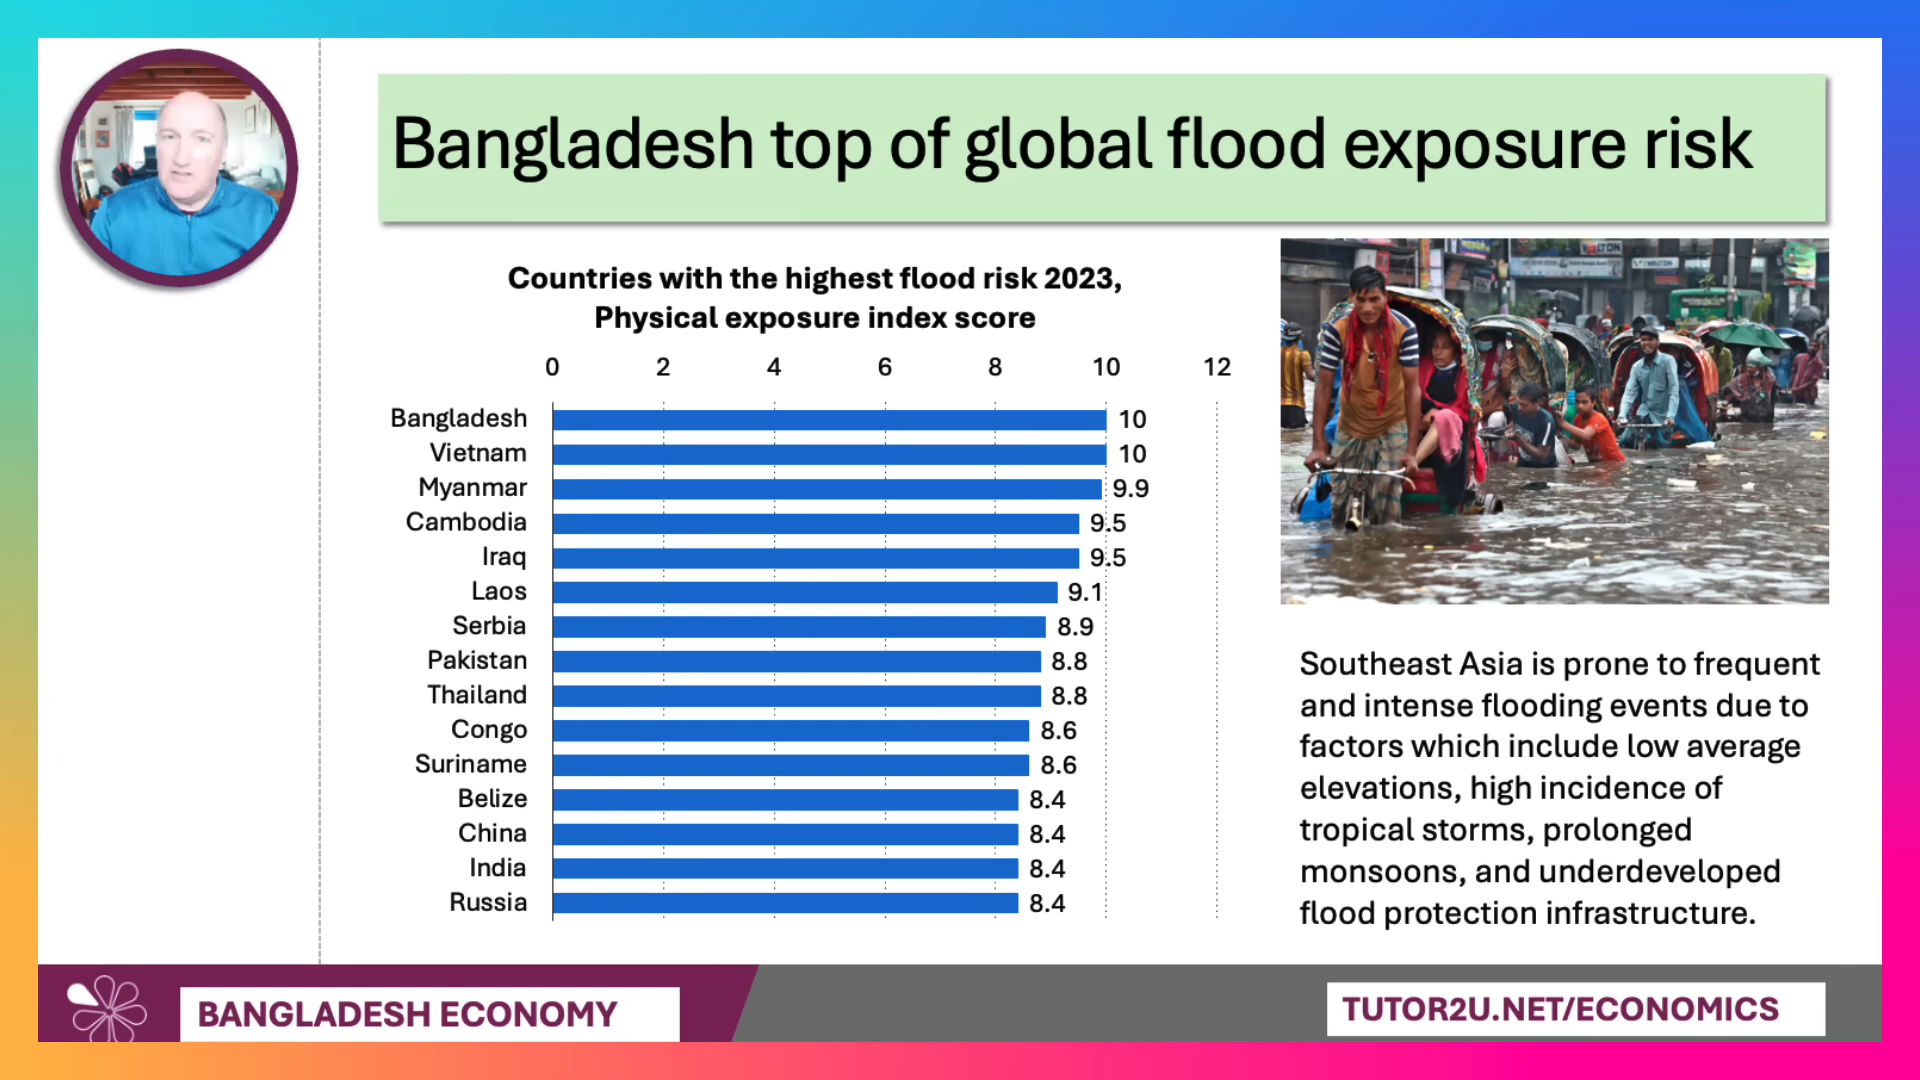 Bangladesh top of global flood exposure risk
Countries with the highest flood risk 2023,
Physical exposure index score
0 2 4 6 8 10 12
Bangladesh 10
Vietnam 10
Myanmar 9.9
Cambodia 9.5
Iraq 9.5
Laos 9.1
Serbia 8.9
Pakistan 8.8
Thailand 8.8
Congo 8.6
Suriname 8.6
Belize 8.4
China 8.4
India 8.4
Russia 8.4
Southeast Asia is prone to frequent
and intense flooding events due to
factors which include low average
elevations, high incidence of
tropical storms, prolonged
monsoons, and underdeveloped
flood protection infrastructure.
BANGLADESH ECONOMY
TUTOR2U.NET/ECONOMICS